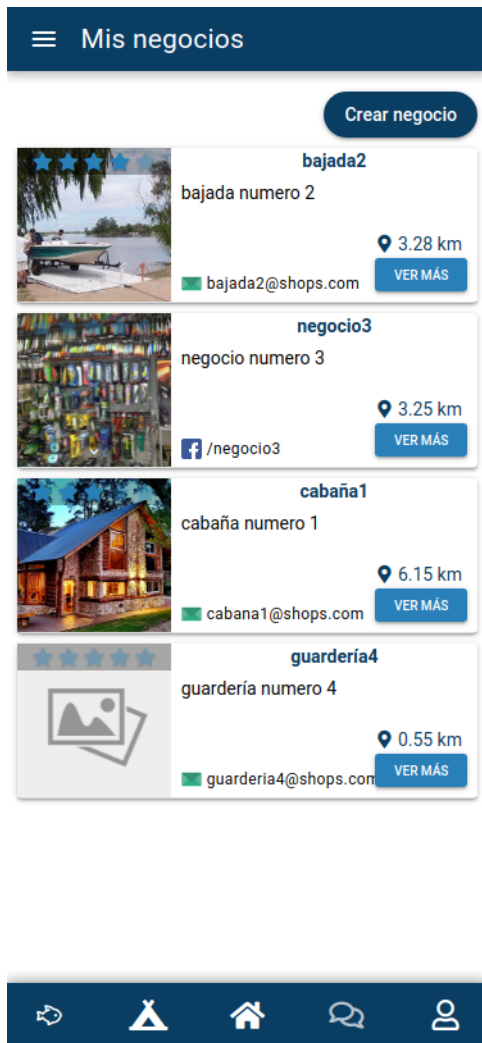 Mis negocios
Crear negocio
bajada2
bajada numero 2
3.28 km
bajada2@shops.com
VER MÁS
negocio3
negocio numero 3
3.25 km
/negocio3
VER MÁS
cabaña1
cabaña numero 1
6.15 km
cabana1@shops.com
VER MÁS
guardería4
guardería numero 4
0.55 km
guarderia4@shops.com
VER MÁS